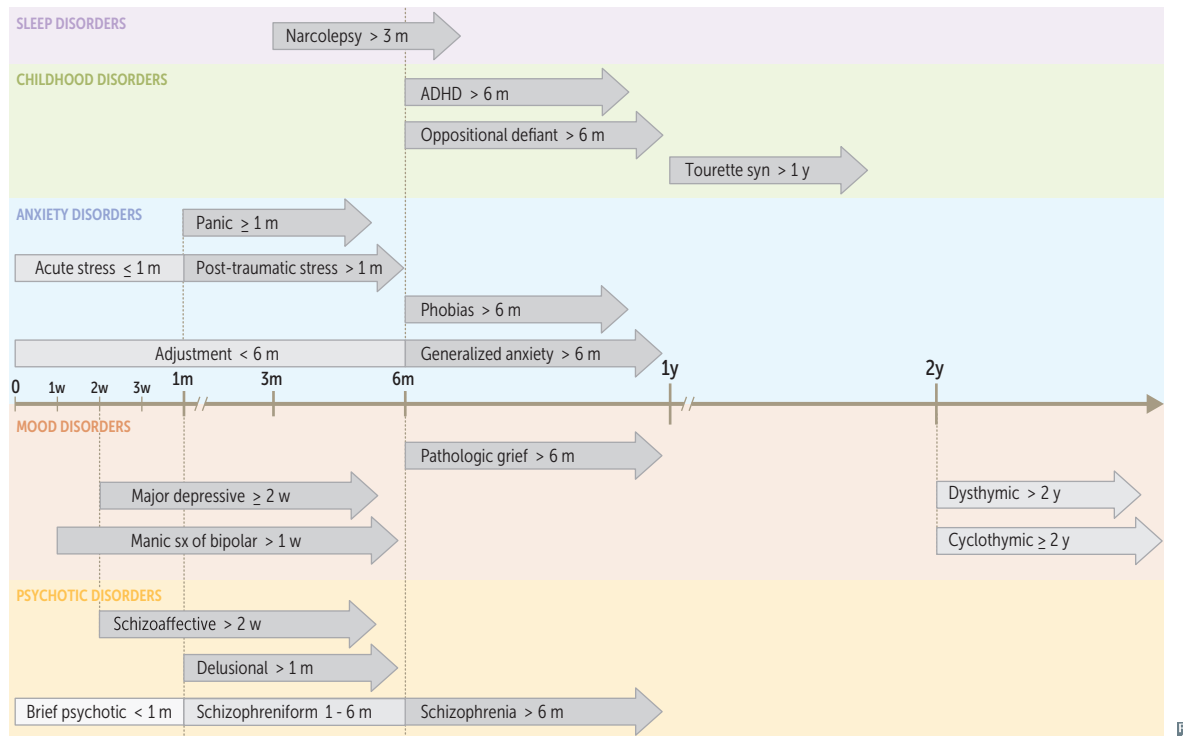 SLEEP DISORDERS
Narcolepsy > 3 m
CHILDHOOD DISORDERS
ADHD > 6 m
Oppositional defiant > 6 m
Tourette syn > 1 y
ANXIETY DISORDERS
Panic ≥ 1 m
Acute stress ≤ 1 m
Post-traumatic stress > 1 m
Phobias > 6 m
Adjustment < 6 m
Generalized anxiety > 6 m
0 1w 2w 3w 1m 3m 6m 1y 2y
MOOD DISORDERS
Pathologic grief > 6 m
Major depressive ≥ 2 w
Dysthymic > 2 y
Manic sx of bipolar > 1 w
Cyclothymic ≥ 2 y
PSYCHOTIC DISORDERS
Schizoaffective > 2 w
Delusional > 1 m
Brief psychotic < 1 m
Schizophreniform 1 - 6 m
Schizophrenia > 6 m